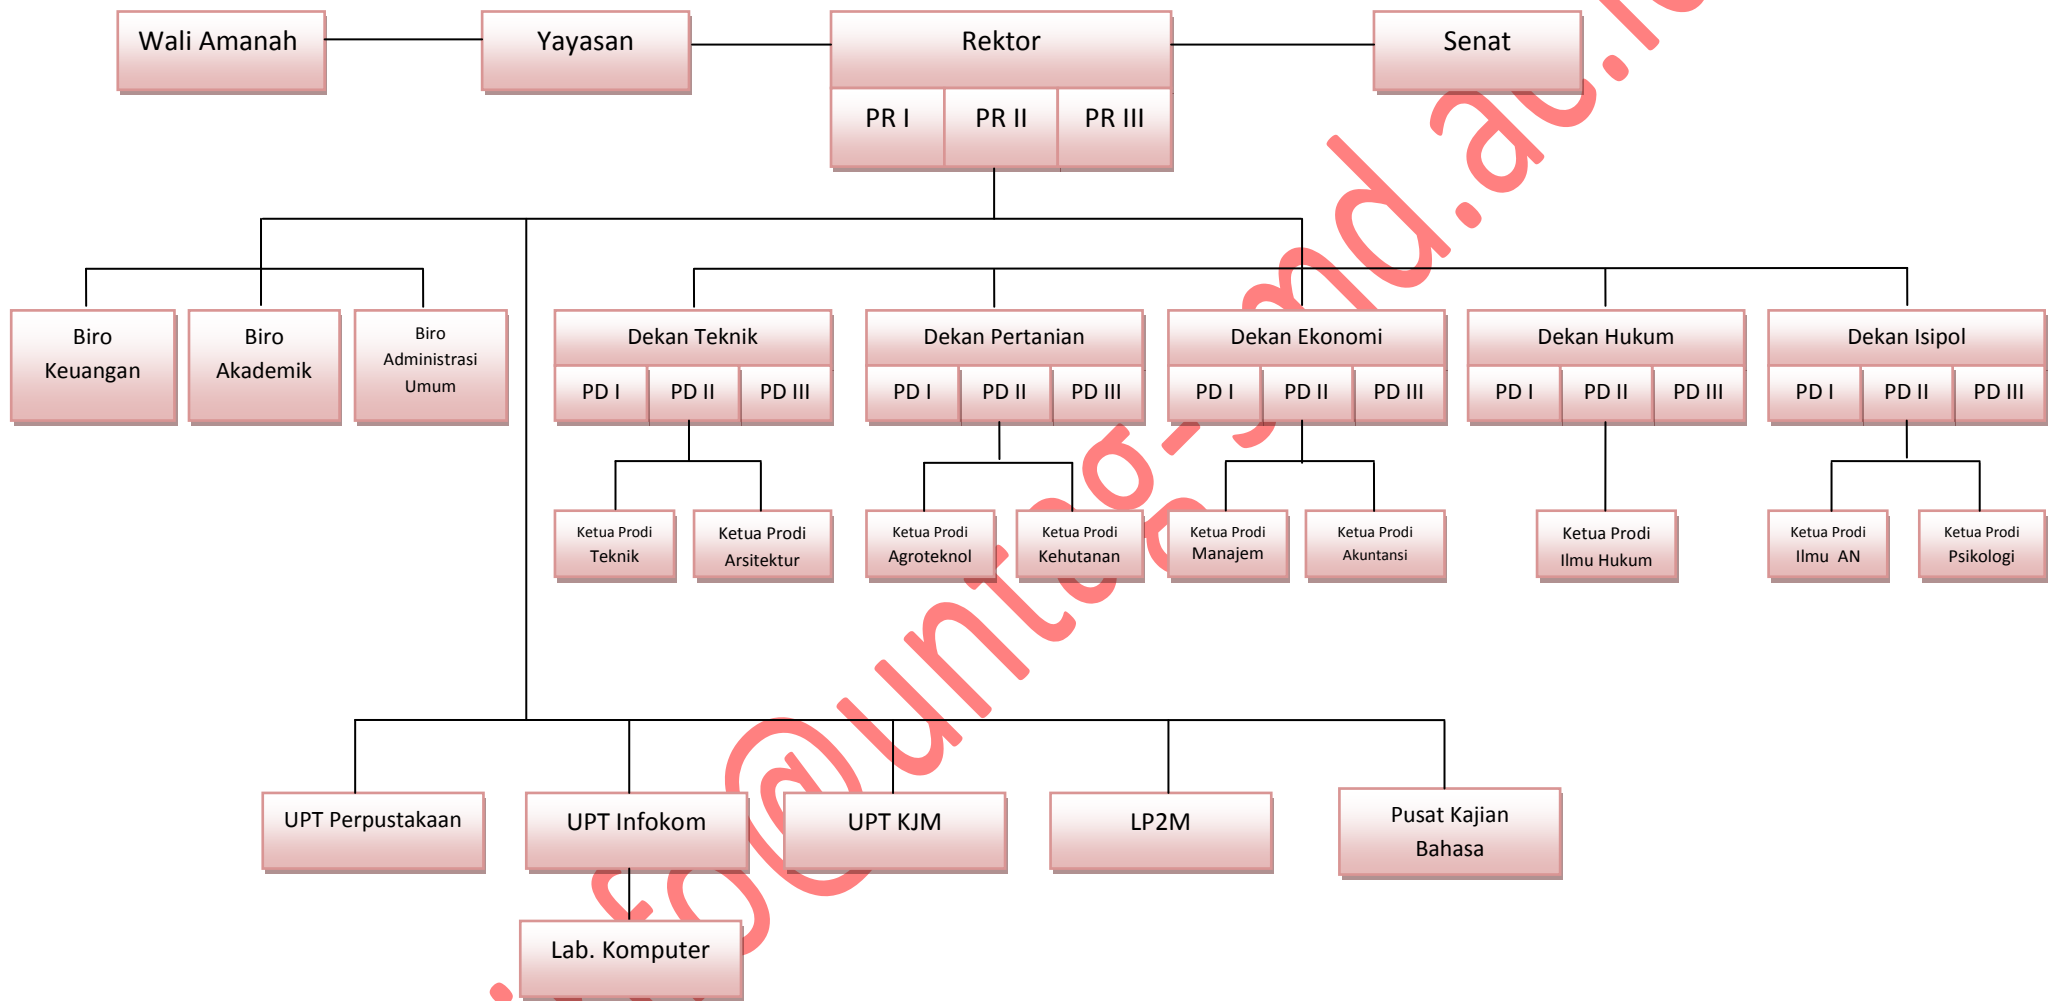 Wali Amanah
Yayasan
Rektor
Senat
PR I
PR II
PR III
Biro
Keuangan
Biro
Akademik
Biro
Administrasi
Umum
Dekan Teknik
PD I
PD II
PD III
Dekan Pertanian
PD I
PD II
PD III
Dekan Ekonomi
PD I
PD II
PD III
Dekan Hukum
PD I
PD II
PD III
Dekan Isipol
PD I
PD II
PD III
Ketua Prodi
Teknik
Ketua Prodi
Arsitektur
Ketua Prodi
Agroteknol
Ketua Prodi
Kehutanan
Ketua Prodi
Manajem
Ketua Prodi
Akuntansi
Ketua Prodi
Ilmu Hukum
Ketua Prodi
Ilmu AN
Ketua Prodi
Psikologi
UPT Perpustakaan
UPT Infokom
UPT KJM
LP2M
Pusat Kajian
Bahasa
Lab. Komputer